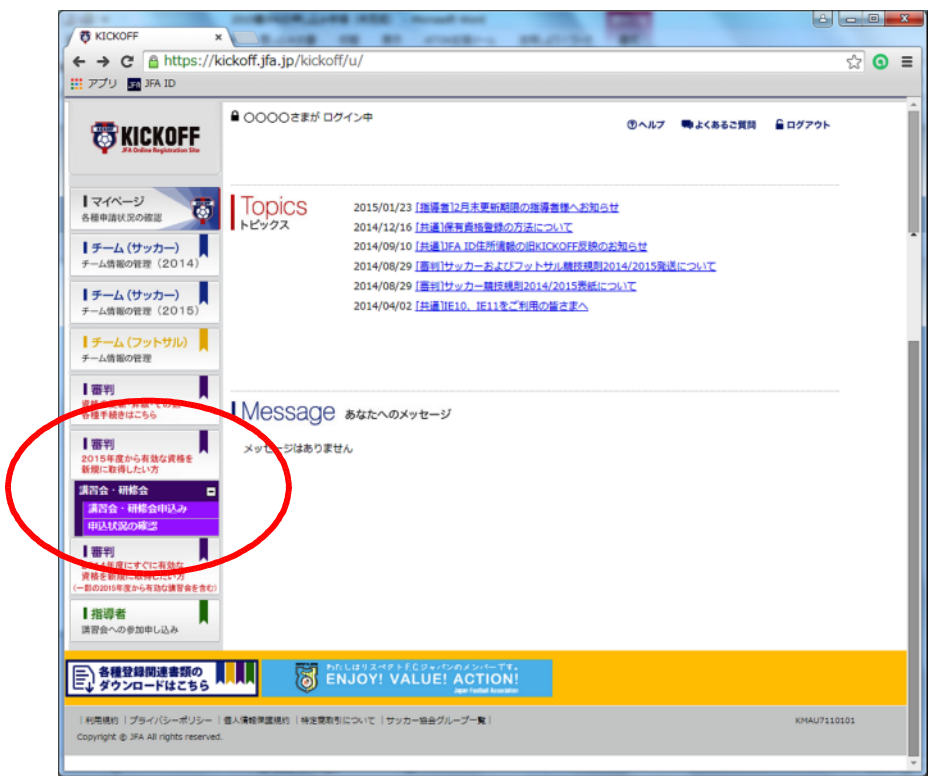 KICKOFF
https://kickoff.jfa.jp/kickoff/u/
アプリ JFA JFA ID
KICKOFF
JFA Online Registration Site
〇〇〇〇さまが ログイン中
ヘルプ よくあるご質問 ログアウト
マイページ
各種申請状況の確認
チーム (サッカー)
チーム情報の管理 (2014)
チーム (サッカー)
チーム情報の管理 (2015)
チーム (フットサル)
チーム情報の管理
審判
各種手続きはこちら
審判
2015年度から有効な資格を
新規に取得したい方
講習会・研修会
講習会・研修会申込み
申込状況の確認
審判
2014年度にすぐに有効な
資格を新規に取得したい方
(一部の2015年度から有効な講習会を含む)
指導者
講習会への参加申し込み
Topics
トピックス
2015/01/23 [指導者]2月末更新期限の指導者様へお知らせ
2014/12/16 [共通]保有資格登録の方法について
2014/09/10 [共通]JFA ID住所情報の旧KICKOFF反映のお知らせ
2014/08/29 [審判]サッカーおよびフットサル競技規則2014/2015発送について
2014/08/29 [審判]サッカー競技規則2014/2015表紙について
2014/04/02 [共通]IE10、IE11をご利用の皆さまへ
Message あなたへのメッセージ
メッセージはありません
各種登録関連書類の
ダウンロードはこちら
わたしはリスペクトFCジャパンのメンバーです。
ENJOY! VALUE! ACTION!
Japan Football Association
| 利用規約 | プライバシーポリシー | 個人情報保護規約 | 特定商取引について | サッカー協会グループ一覧 |
KMAU7110101
Copyright © JFA All rights reserved.